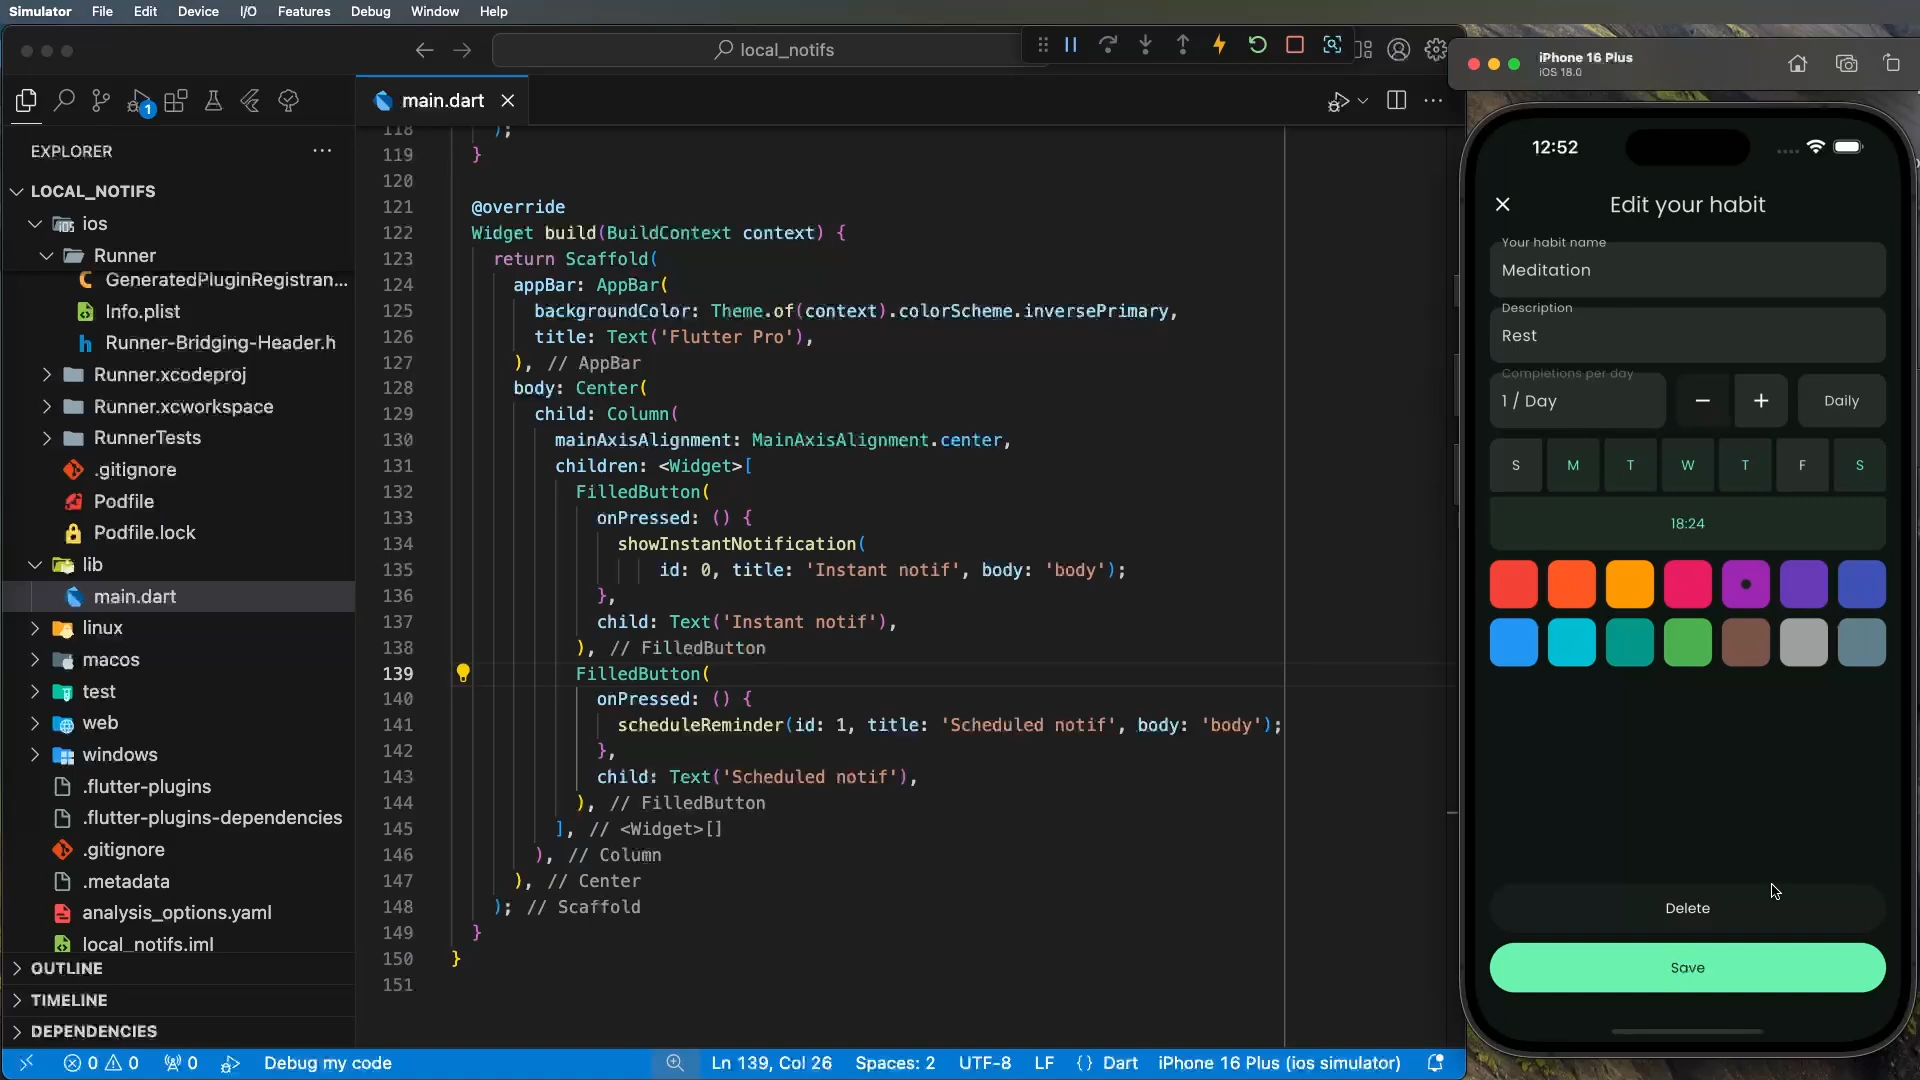 Simulator File Edit Device I/O Features Debug Window Help
local_notifs
iPhone 16 Plus
iOS 18.0
1
main.dart
EXPLORER
LOCAL_NOTIFS
ios
Runner
GeneratedPluginRegistran...
Info.plist
Runner-Bridging-Header.h
Runner.xcodeproj
Runner.xcworkspace
RunnerTests
.gitignore
Podfile
Podfile.lock
lib
main.dart
linux
macos
test
web
windows
.flutter-plugins
.flutter-plugins-dependencies
.gitignore
.metadata
analysis_options.yaml
local_notifs.iml
OUTLINE
TIMELINE
DEPENDENCIES
118 );
119 }
120
121 @override
122 Widget build(BuildContext context) {
123 return Scaffold(
124 appBar: AppBar(
125 backgroundColor: Theme.of(context).colorScheme.inversePrimary,
126 title: Text('Flutter Pro'),
127 ), // AppBar
128 body: Center(
129 child: Column(
130 mainAxisAlignment: MainAxisAlignment.center,
131 children: <Widget>[
132 FilledButton(
133 onPressed: () {
134 showInstantNotification(
135 id: 0, title: 'Instant notif', body: 'body');
136 },
137 child: Text('Instant notif'),
138 ), // FilledButton
139 FilledButton(
140 onPressed: () {
141 scheduleReminder(id: 1, title: 'Scheduled notif', body: 'body');
142 },
143 child: Text('Scheduled notif'),
144 ), // FilledButton
145 ], // <Widget>[]
146 ), // Column
147 ), // Center
148 ); // Scaffold
149 }
150 }
151
12:52
Edit your habit
Your habit name
Meditation
Description
Rest
Completions per day
1 / Day − + Daily
S M T W T F S
18:24
Delete
Save
0 0 0 Debug my code Ln 139, Col 26 Spaces: 2 UTF-8 LF {} Dart iPhone 16 Plus (ios simulator)